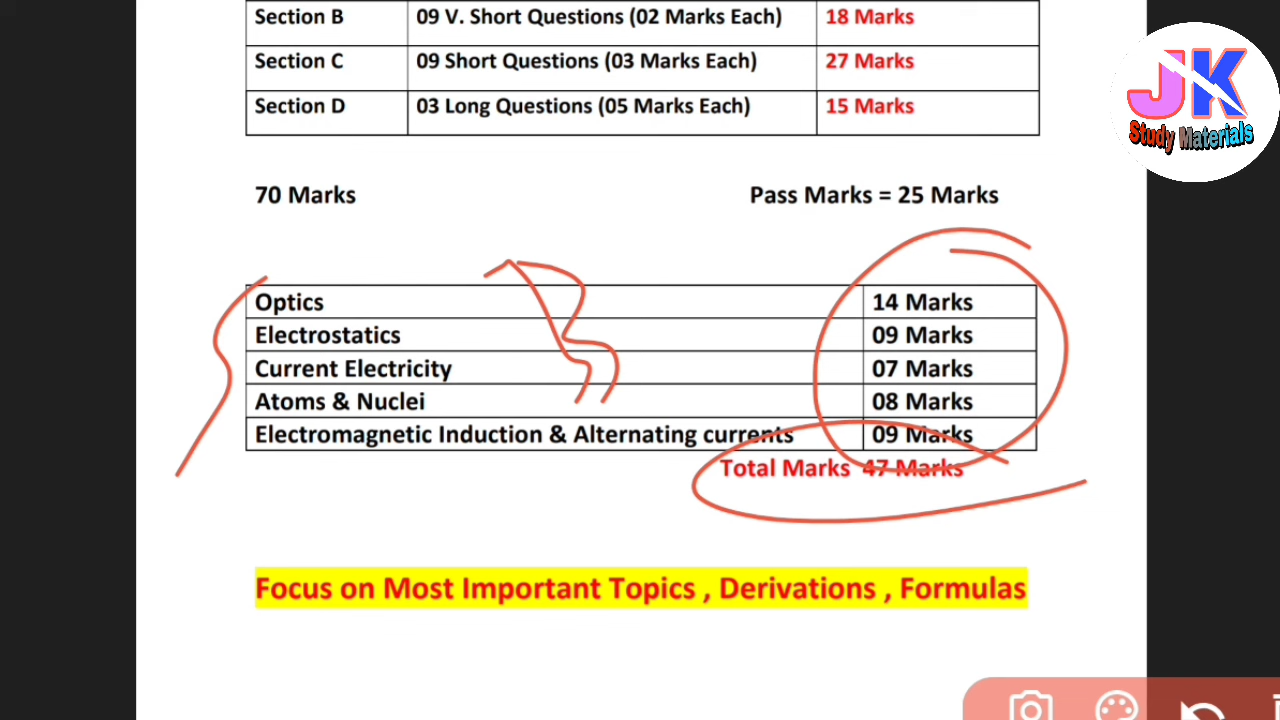 Section B 09 V. Short Questions (02 Marks Each) 18 Marks
Section C 09 Short Questions (03 Marks Each) 27 Marks
Section D 03 Long Questions (05 Marks Each) 15 Marks
JK
Study Materials
70 Marks Pass Marks = 25 Marks
Optics 14 Marks
Electrostatics 09 Marks
Current Electricity 07 Marks
Atoms & Nuclei 08 Marks
Electromagnetic Induction & Alternating currents 09 Marks
Total Marks 47 Marks
Focus on Most Important Topics , Derivations , Formulas